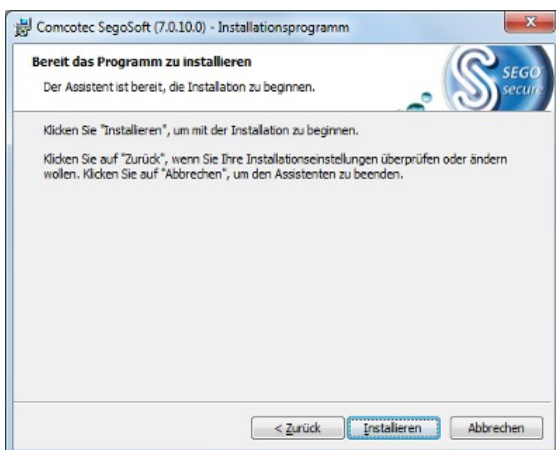 Comcotec SegoSoft (7.0.10.0) - Installationsprogramm
Bereit das Programm zu installieren
Der Assistent ist bereit, die Installation zu beginnen.
SEGO
secure
Klicken Sie "Installieren", um mit der Installation zu beginnen.
Klicken Sie auf "Zurück", wenn Sie Ihre Installationseinstellungen überprüfen oder ändern
wollen. Klicken Sie auf "Abbrechen", um den Assistenten zu beenden.
< Zurück
Installieren
Abbrechen